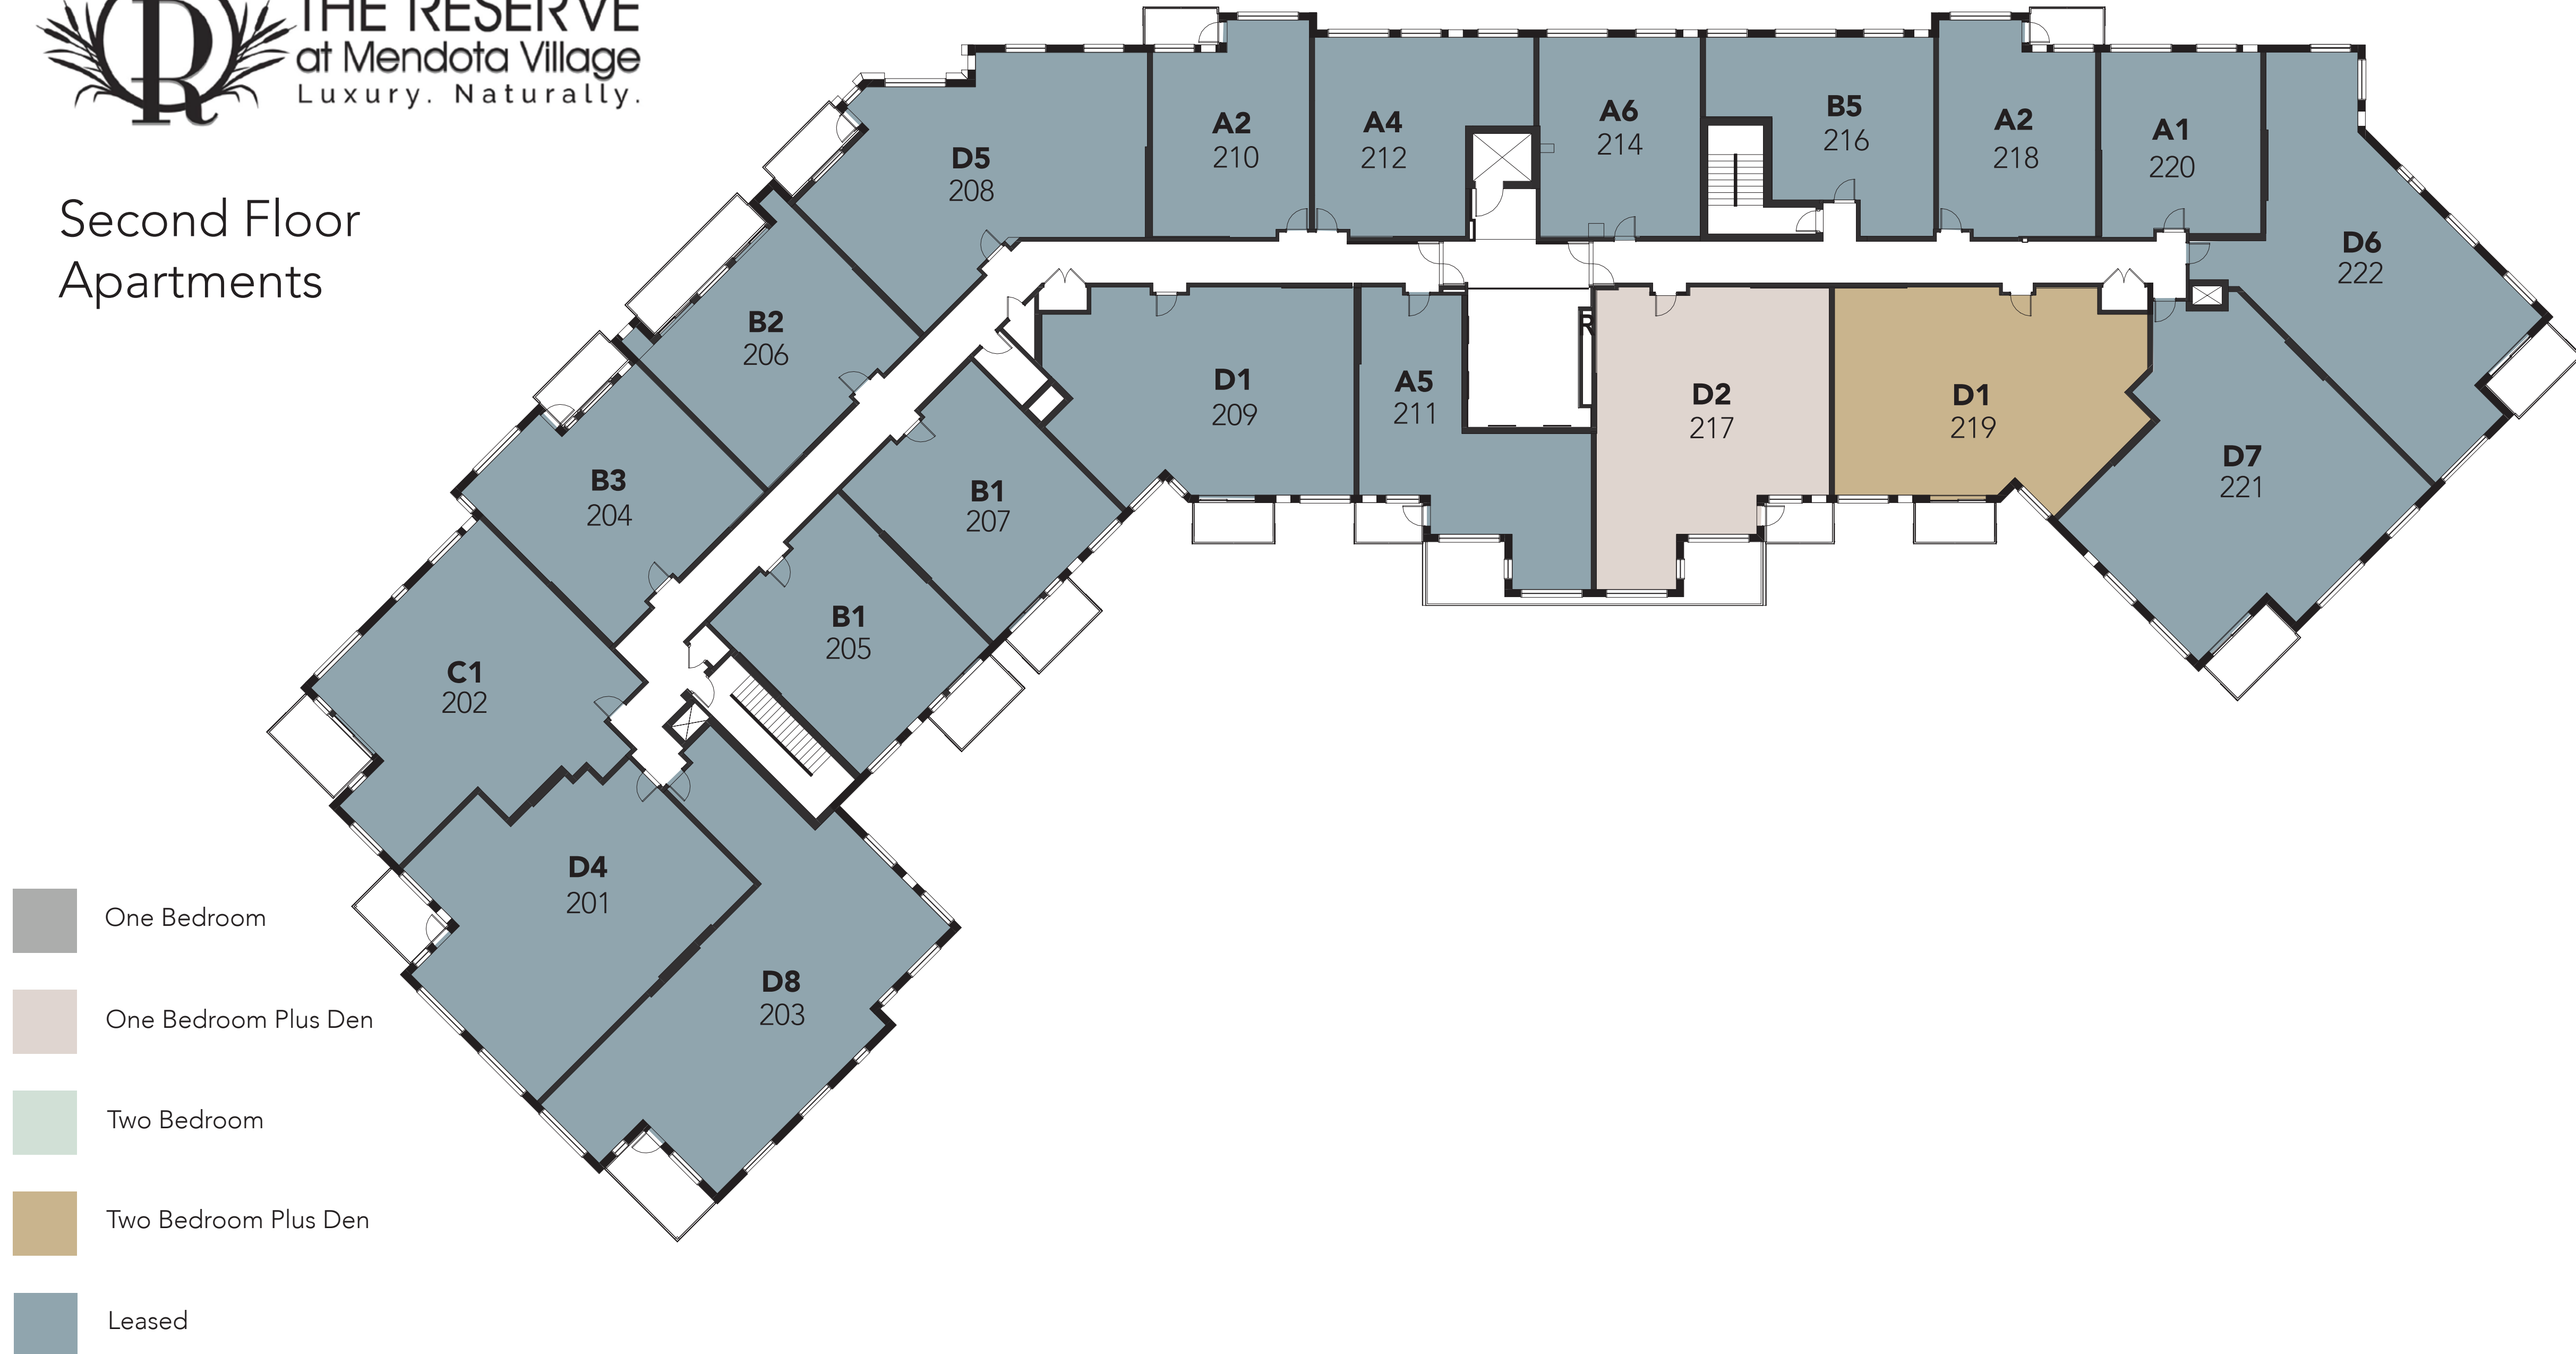 THE RESERVE
at Mendota Village
Luxury. Naturally.
R
Second Floor
Apartments
D5
208
A2
210
A4
212
A6
214
B5
216
A2
218
A1
220
D6
222
B2
206
B3
204
C1
202
D4
201
D8
203
B1
205
B1
207
D1
209
A5
211
R
D2
217
D1
219
D7
221
One Bedroom
One Bedroom Plus Den
Two Bedroom
Two Bedroom Plus Den
Leased